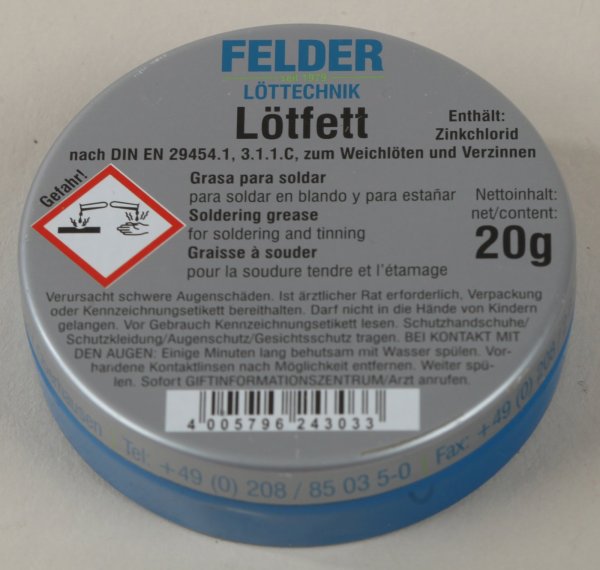 FELDER
seit 1979
LÖTTECHNIK
Lötfett
Enthält:
Zinkchlorid
nach DIN EN 29454.1, 3.1.1.C, zum Weichlöten und Verzinnen
Gefahr!
Grasa para soldar
para soldar en blando y para estañar
Soldering grease
for soldering and tinning
Graisse à souder
pour la soudure tendre et l'étamage
Nettoinhalt:
net/content:
20g
Verursacht schwere Augenschäden. Ist ärztlicher Rat erforderlich, Verpackung
oder Kennzeichnungsetikett bereithalten. Darf nicht in die Hände von Kindern
gelangen. Vor Gebrauch Kennzeichnungsetikett lesen. Schutzhandschuhe/
Schutzkleidung/Augenschutz/Gesichtsschutz tragen. BEI KONTAKT MIT
DEN AUGEN: Einige Minuten lang behutsam mit Wasser spülen. Vor-
handene Kontaktlinsen nach Möglichkeit entfernen. Weiter spü-
len. Sofort GIFTINFORMATIONSZENTRUM/Arzt anrufen.
4 005796 243033
Tel: +49 (0) 208 / 85 03 5-0 Fax: +49 (0) 208